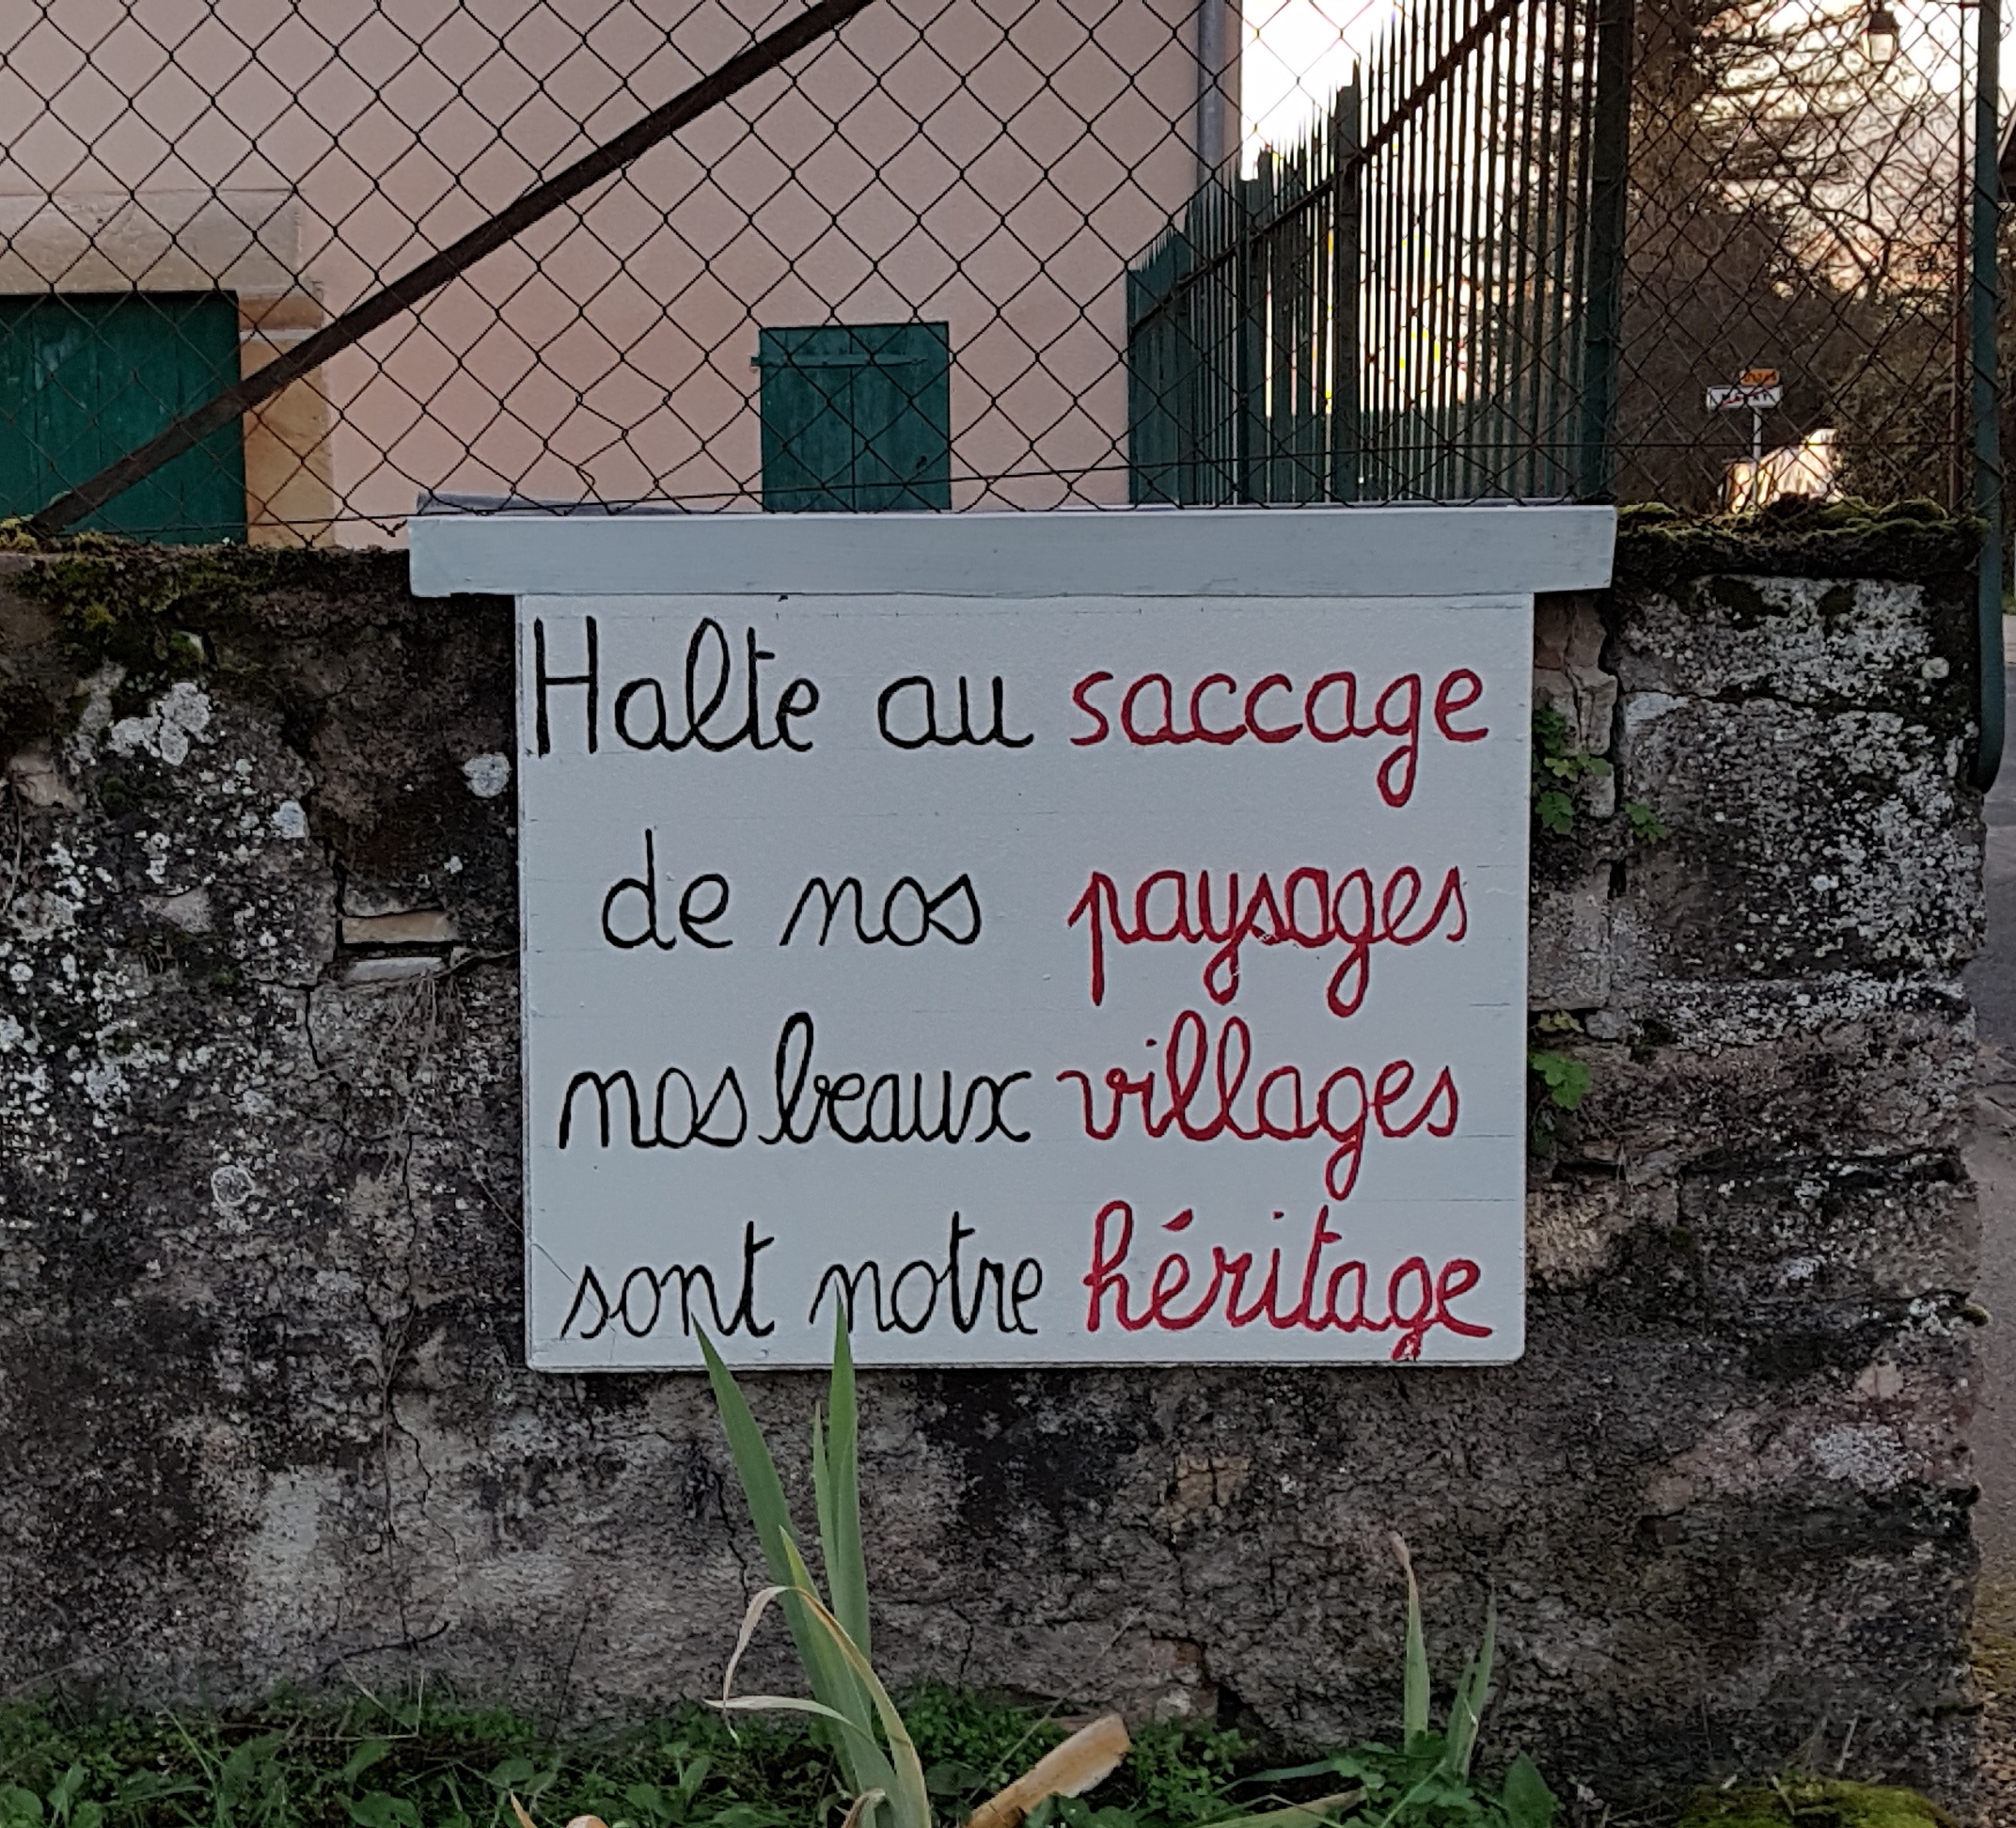 Halte au saccage
de nos paysages
nos beaux villages
sont notre héritage